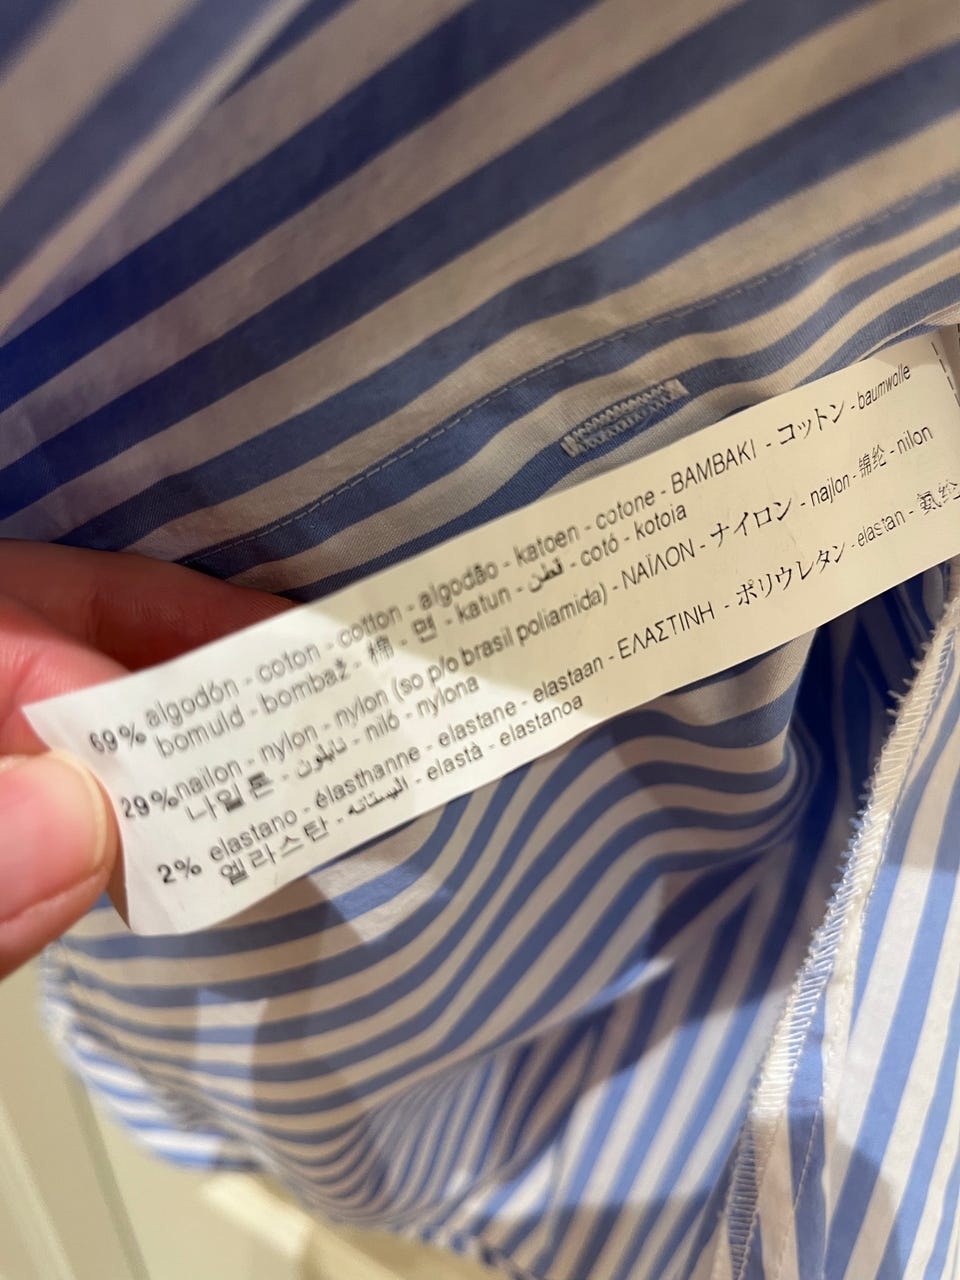 69% algodón - coton - cotton - algodão - katoen - cotone - BAMBAKI - コットン - baumwolle
bomuld - bombaž - 棉 - 면 - katun - قطن - cotó - kotoia
29% nailon - nylon - nylon (so p/o brasil poliamida) - ΝΑΪΛΟΝ - ナイロン - najlon - 锦纶 - nilon
나일론 - نايلون - niló - nylona
2% elastano - élasthanne - elastane - elastaan - ΕΛΑΣΤΙΝΗ - ポリウレタン - elastan - 氨纶
엘라스탄 - الیستانه - elastà - elastanoa